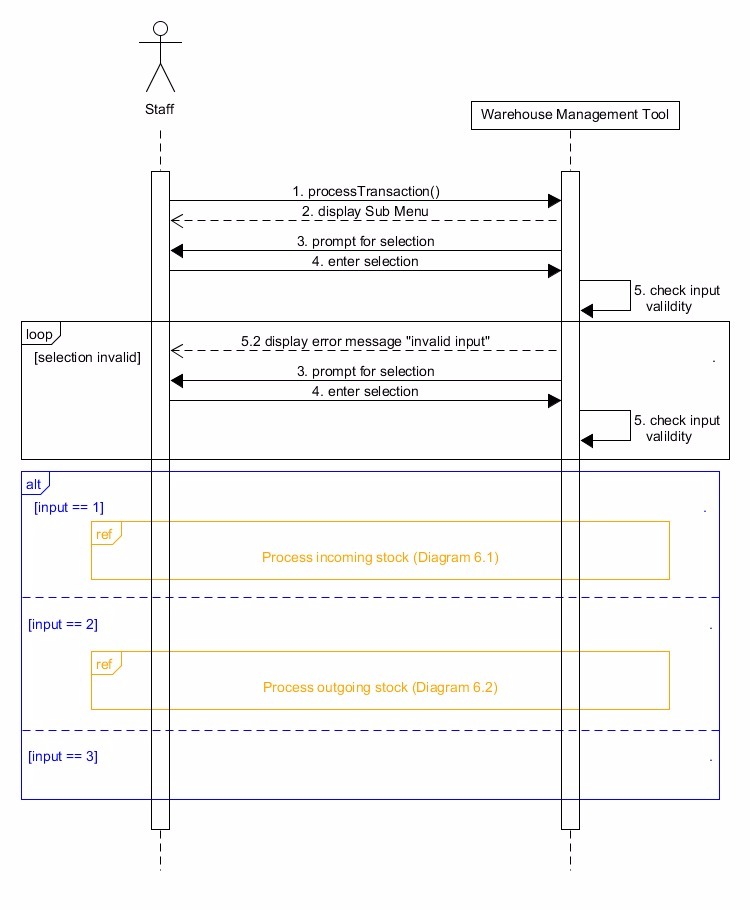 Staff
Warehouse Management Tool
1. processTransaction()
2. display Sub Menu
3. prompt for selection
4. enter selection
5. check input
valildity
loop
[selection invalid]
5.2 display error message "invalid input"
.
3. prompt for selection
4. enter selection
5. check input
valildity
alt
[input == 1]
.
ref
Process incoming stock (Diagram 6.1)
[input == 2]
.
ref
Process outgoing stock (Diagram 6.2)
[input == 3]
.